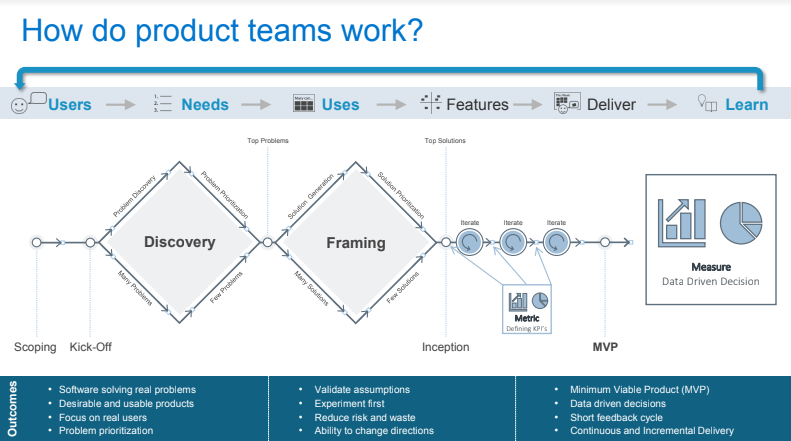 How do product teams work?
Users
1.
2.
3.
Needs
Uses
Features
Deliver
Learn
Top Problems
Top Solutions
Problem Discovery
Problem Prioritization
Solution Generation
Solution Prioritization
Iterate
Iterate
Iterate
Discovery
Framing
Many Problems
Few Problems
Many Solutions
Few Solutions
Metric
Defining KPI's
Measure
Data Driven Decision
Scoping
Kick-Off
Inception
MVP
Outcomes
• Software solving real problems
• Desirable and usable products
• Focus on real users
• Problem prioritization
• Validate assumptions
• Experiment first
• Reduce risk and waste
• Ability to change directions
• Minimum Viable Product (MVP)
• Data driven decisions
• Short feedback cycle
• Continuous and Incremental Delivery